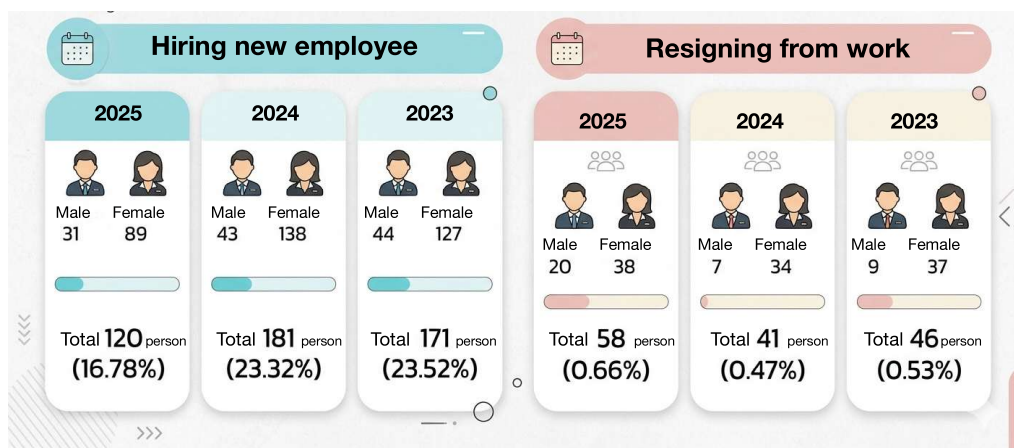 Hiring new employee
2025
Male Female
31 89
Total 120 person
(16.78%)
2024
Male Female
43 138
Total 181 person
(23.32%)
2023
Male Female
44 127
Total 171 person
(23.52%)
Resigning from work
2025
Male Female
20 38
Total 58 person
(0.66%)
2024
Male Female
7 34
Total 41 person
(0.47%)
2023
Male Female
9 37
Total 46 person
(0.53%)